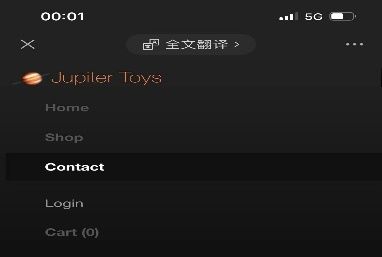 00:01 5G
全文翻译 >
Jupiter Toys
Home
Shop
Contact
Login
Cart (0)